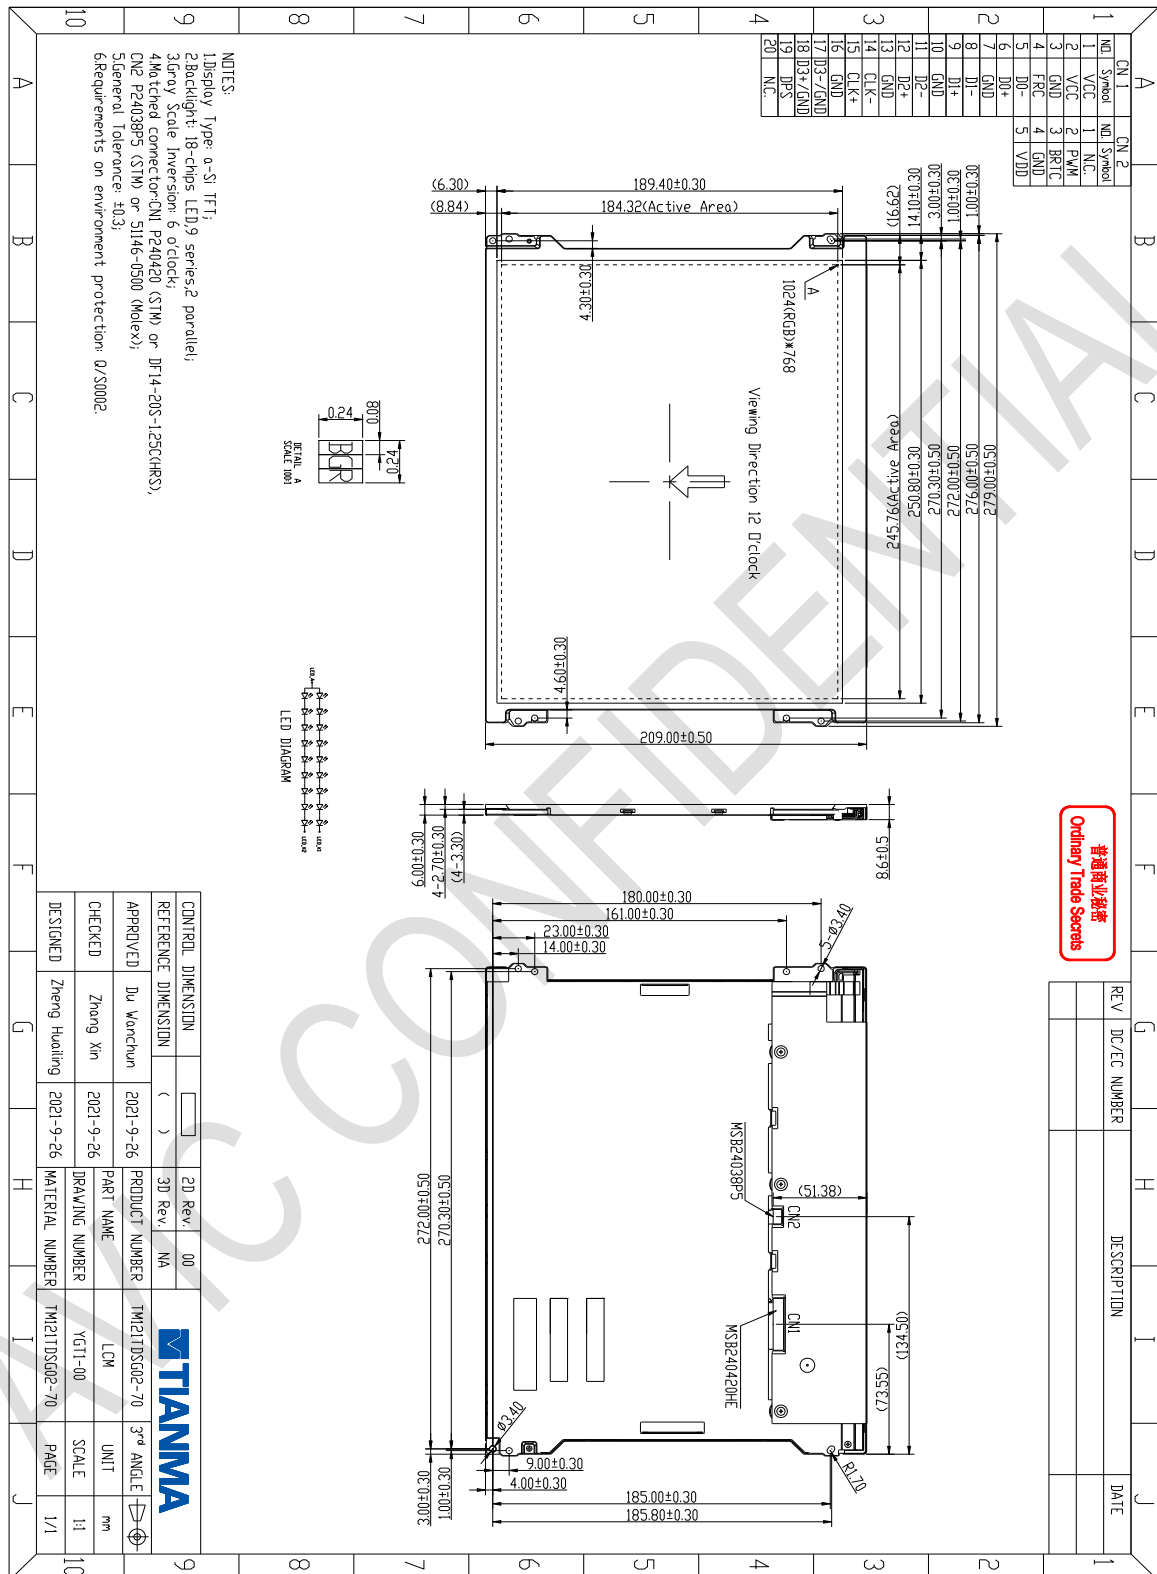 CN 1
NO. Symbol
1 VCC
2 VCC
3 GND
4 FRC
5 D0-
6 D0+
7 GND
8 D1-
9 D1+
10 GND
11 D2-
12 D2+
13 GND
14 CLK-
15 CLK+
16 GND
17 D3-/GND
18 D3+/GND
19 DPS
20 N.C.
CN 2
NO. Symbol
1 N.C.
2 PWM
3 BRTC
4 GND
5 VDD
普通商业秘密
Ordinary Trade Secrets
REV DC/EC NUMBER DESCRIPTION DATE
279.00±0.50
276.00±0.50
272.00±0.50
270.30±0.50
250.80±0.30
245.76(Active Area)
1.00±0.30
1.00±0.30
3.00±0.30
14.10±0.30
(16.62)
189.40±0.30
184.32(Active Area)
(6.30)
(8.84)
A
1024(RGB)*768
Viewing Direction 12 O'clock
4.30±0.30
4.60±0.30
209.00±0.50
8.6±0.5
(4-3.30)
4-2.70±0.30
6.00±0.30
180.00±0.30
161.00±0.30
23.00±0.30
14.00±0.30
5-ø3.40
(51.38)
CN2
MSB24038P5
CN1
MSB240420HE
(134.50)
(73.55)
270.30±0.50
272.00±0.50
ø3.40
R1.70
9.00±0.30
4.00±0.30
1.00±0.30
3.00±0.30
185.00±0.30
185.80±0.30
0.08
0.24
0.24
BGR
DETAIL A
SCALE 100:1
LED DIAGRAM
NOTES:
1.Display Type: a-Si TFT;
2.Backlight: 18-chips LED,9 series,2 parallel;
3.Gray Scale Inversion: 6 o'clock;
4.Matched connector:CN1 P240420 (STM) or DF14-20S-1.25C(HRS),
CN2 P24038P5 (STM) or 51146-0500 (Molex);
5.General Tolerance: ±0.3;
6.Requirements on environment protection: Q/S0002.
CONTROL DIMENSION 2D Rev. 00
REFERENCE DIMENSION ( ) 3D Rev. NA
TIANMA
APPROVED Du Wanchun 2021-9-26 PRODUCT NUMBER TM121TDSG02-70 3rd ANGLE
CHECKED Zhang Xin 2021-9-26 PART NAME LCM UNIT mm
DRAWING NUMBER YGT1-00 SCALE 1:1
DESIGNED Zheng Huailing 2021-9-26 MATERIAL NUMBER TM121TDSG02-70 PAGE 1/1
AVIC CONFIDENTIAL
A B C D E F G H I J
1 2 3 4 5 6 7 8 9 10